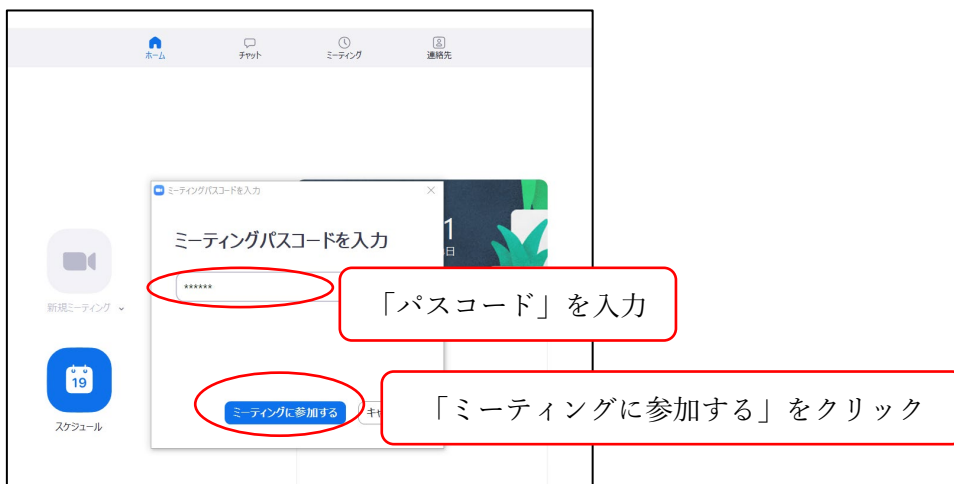 ホーム
チャット
ミーティング
連絡先
ミーティングパスコードを入力
ミーティングパスコードを入力
1
日
******
「パスコード」を入力
新規ミーティング
19
ミーティングに参加する
キャ
「ミーティングに参加する」をクリック
スケジュール